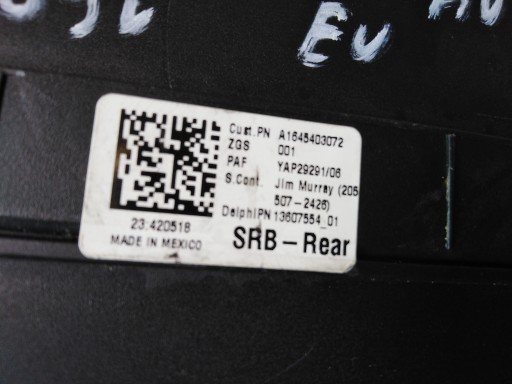 EU
Cust.PN A1645403072
ZGS 001
PAF YAP29291/06
S.Cont. Jim Murray (205
507-2426)
DelphiPN 13607554_01
23.420518
MADE IN MEXICO
SRB-Rear